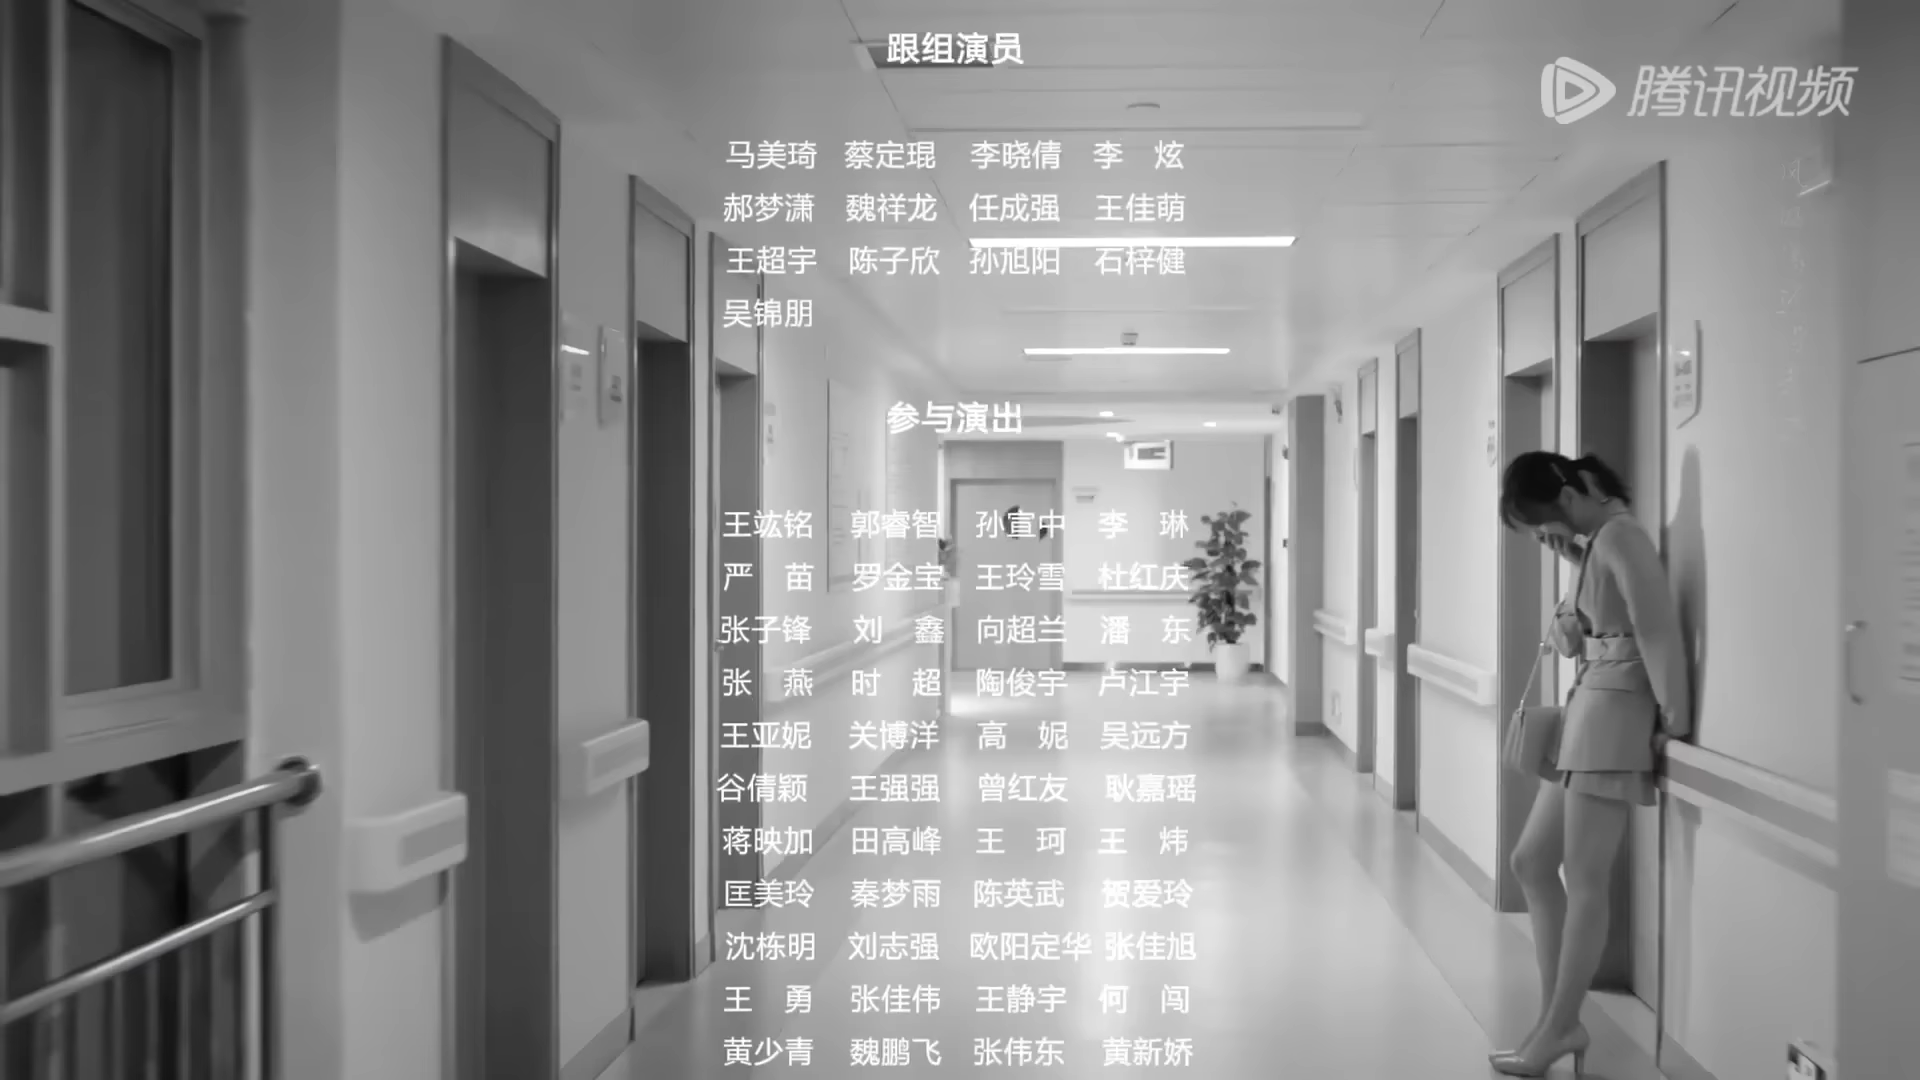 跟组演员
腾讯视频
马美琦 蔡定琨 李晓倩 李 炫
郝梦潇 魏祥龙 任成强 王佳萌
王超宇 陈子欣 孙旭阳 石梓健
吴锦朋
参与演出
王竑铭 郭睿智 孙宣中 李 琳
严 苗 罗金宝 王玲雪 杜红庆
张子锋 刘 鑫 向超兰 潘 东
张 燕 时 超 陶俊宇 卢江宇
王亚妮 关博洋 高 妮 吴远方
谷倩颖 王强强 曾红友 耿嘉瑶
蒋映加 田高峰 王 珂 王 炜
匡美玲 秦梦雨 陈英武 贺爱玲
沈栋明 刘志强 欧阳定华 张佳旭
王 勇 张佳伟 王静宇 何 闯
黄少青 魏鹏飞 张伟东 黄新娇